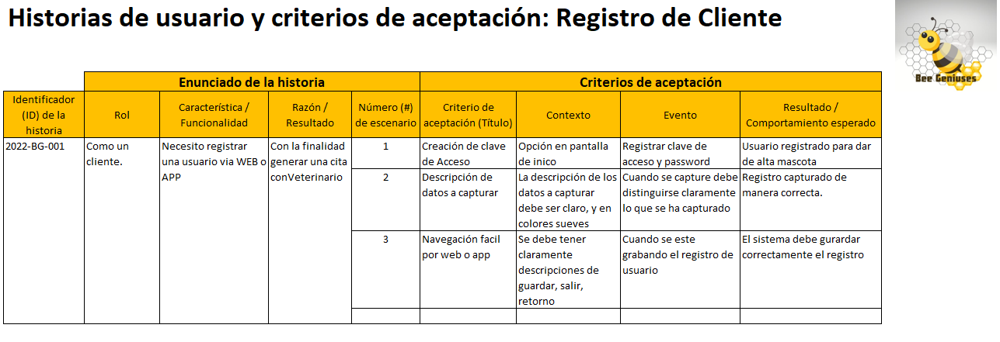 Historias de usuario y criterios de aceptación: Registro de Cliente
Bee Geniuses
Enunciado de la historia
Criterios de aceptación
Identificador
(ID) de la
historia
Rol
Característica /
Funcionalidad
Razón /
Resultado
Número (#)
de escenario
Criterio de
aceptación (Título)
Contexto
Evento
Resultado /
Comportamiento esperado
2022-BG-001
Como un
cliente.
Necesito registrar
una usuario via WEB o
APP
Con la finalidad
generar una cita
conVeterinario
1
Creación de clave
de Acceso
Opción en pantalla
de inico
Registrar clave de
acceso y password
Usuario registrado para dar
de alta mascota
2
Descripción de
datos a capturar
La descripción de los
datos a capturar
debe ser claro, y en
colores sueves
Cuando se capture debe
distinguirse claramente
lo que se ha capturado
Registro capturado de
manera correcta.
3
Navegación facil
por web o app
Se debe tener
claramente
descripciones de
guardar, salir,
retorno
Cuando se este
grabando el registro de
usuario
El sistema debe gurardar
correctamente el registro